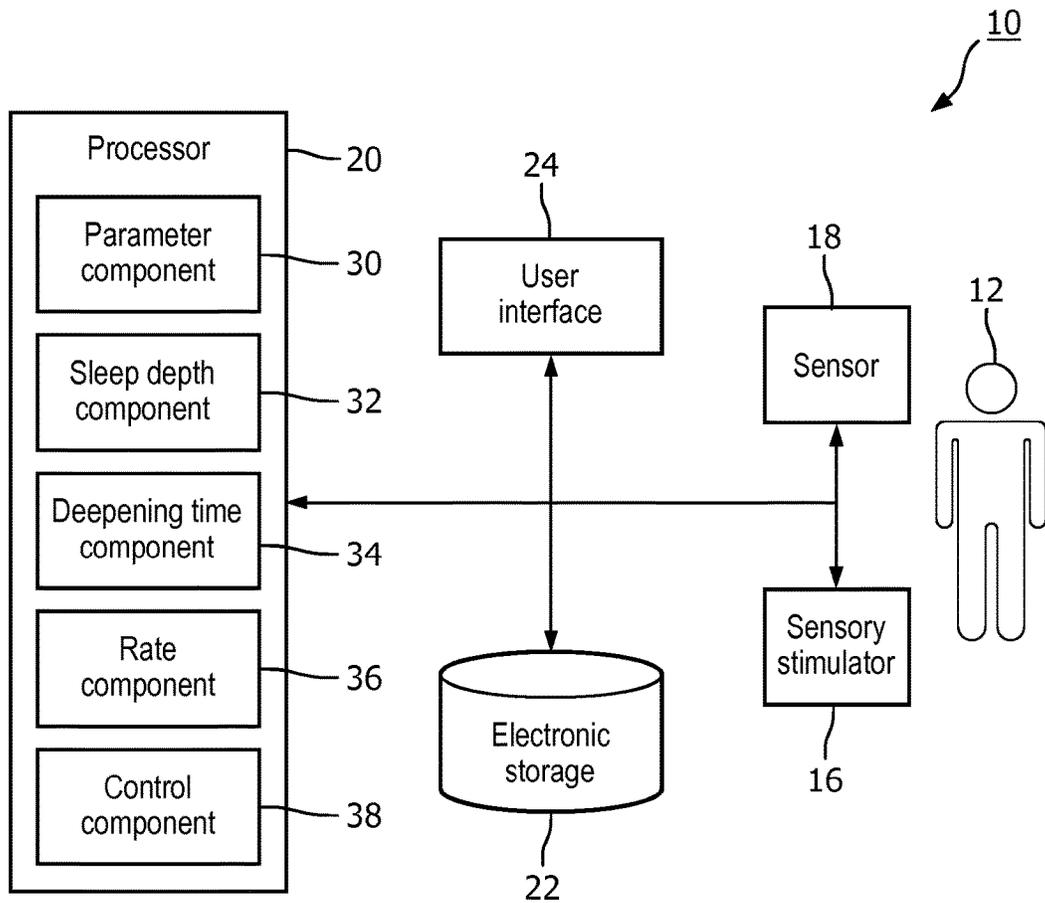 10
Processor
20
Parameter
component
30
Sleep depth
component
32
Deepening time
component
34
Rate
component
36
Control
component
38
24
User
interface
Electronic
storage
22
18
Sensor
12
Sensory
stimulator
16